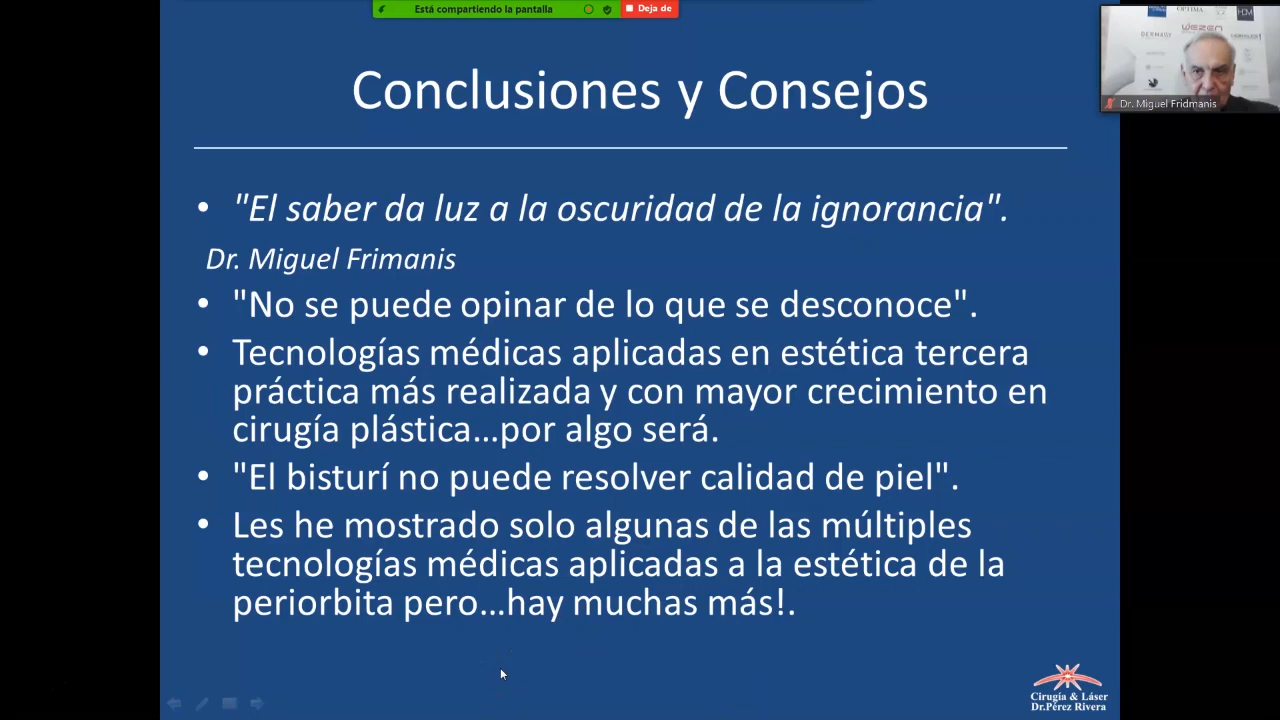 Está compartiendo la pantalla
Deja de
OPTIMA
HDM
WEZEN
DERMAXY
Dr. Miguel Fridmanis
Conclusiones y Consejos
• "El saber da luz a la oscuridad de la ignorancia".
Dr. Miguel Frimanis
• "No se puede opinar de lo que se desconoce".
• Tecnologías médicas aplicadas en estética tercera
práctica más realizada y con mayor crecimiento en
cirugía plástica...por algo será.
• "El bisturí no puede resolver calidad de piel".
• Les he mostrado solo algunas de las múltiples
tecnologías médicas aplicadas a la estética de la
periorbita pero...hay muchas más!.
Cirugía & Láser
Dr.Pérez Rivera